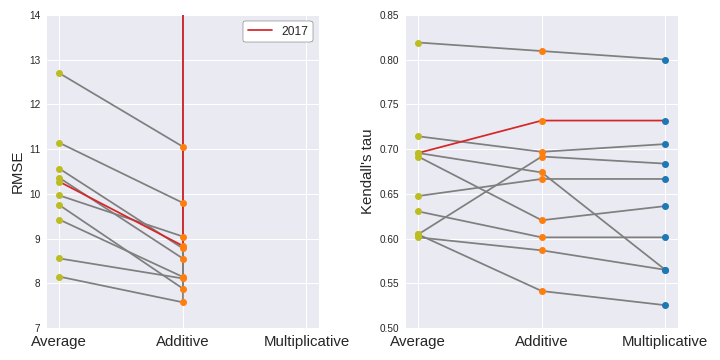 RMSE
14
13
12
11
10
9
8
7
Average
Additive
Multiplicative
2017
Kendall's tau
0.85
0.80
0.75
0.70
0.65
0.60
0.55
0.50
Average
Additive
Multiplicative